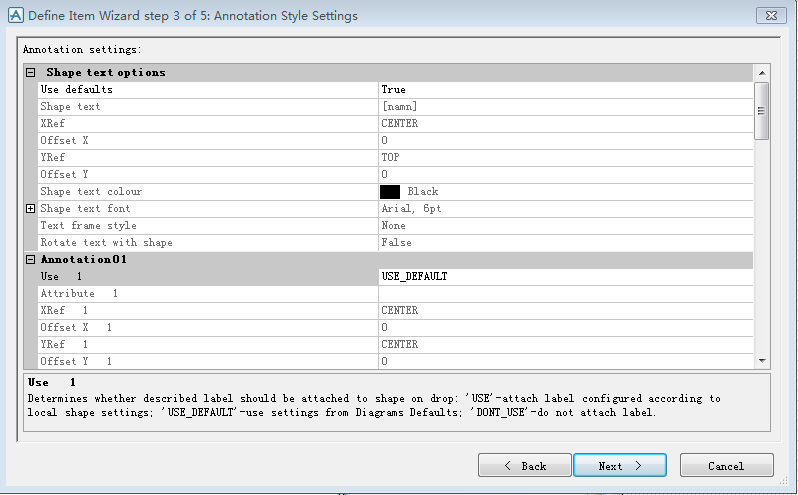 Define Item Wizard step 3 of 5: Annotation Style Settings
Annotation settings:
Shape text options
Use defaults True
Shape text [namn]
XRef CENTER
Offset X 0
YRef TOP
Offset Y 0
Shape text colour Black
Shape text font Arial, 6pt
Text frame style None
Rotate text with shape False
Annotation01
Use 1 USE_DEFAULT
Attribute 1
XRef 1 CENTER
Offset X 1 0
YRef 1 CENTER
Offset Y 1 0
Use 1
Determines whether described label should be attached to shape on drop: 'USE'-attach label configured according to
local shape settings; 'USE_DEFAULT'-use settings from Diagrams Defaults; 'DONT_USE'-do not attach label.
< Back Next > Cancel